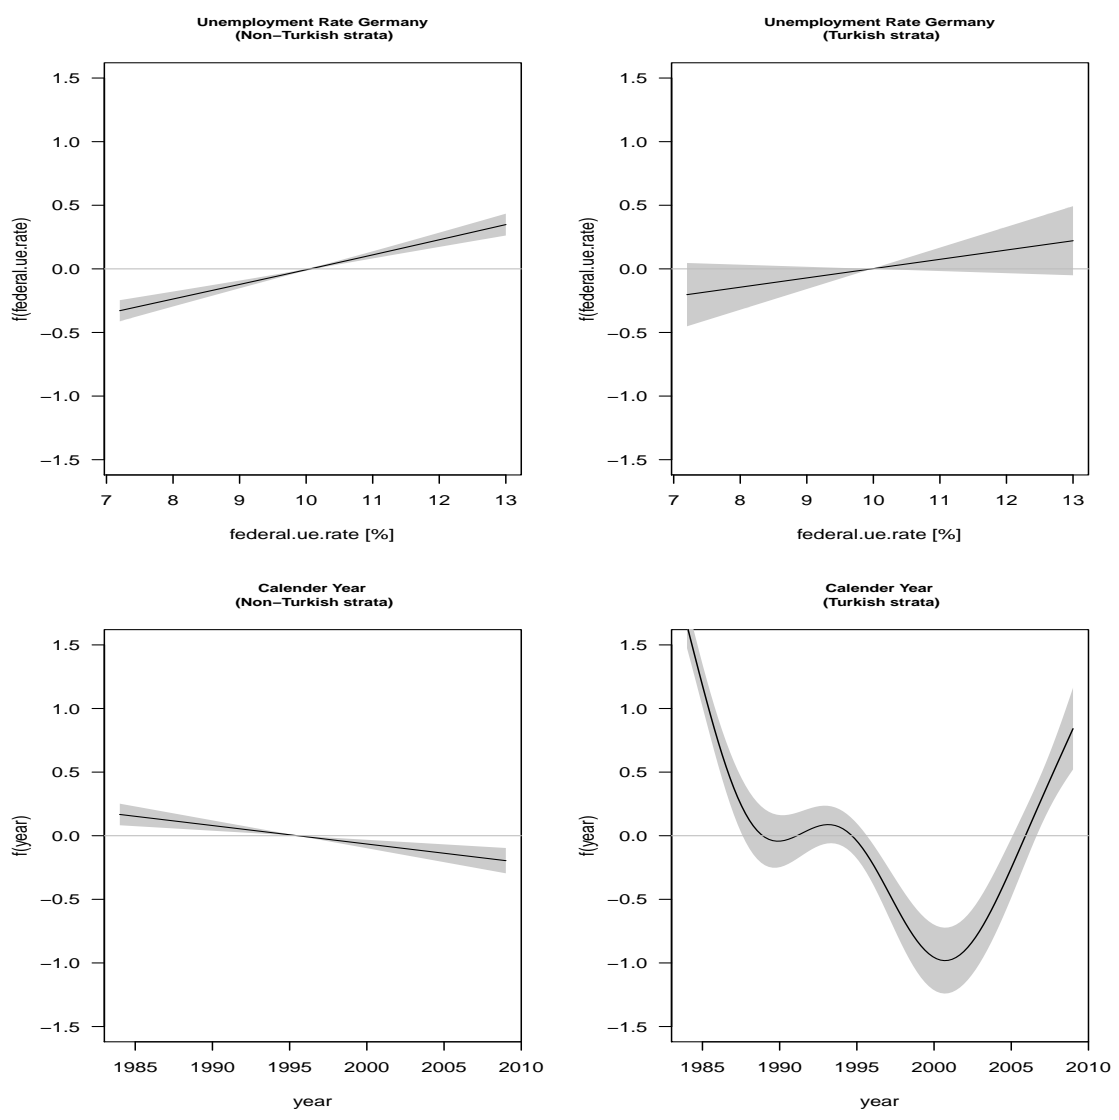 Unemployment Rate Germany
(Non−Turkish strata)
1.5
1.0
0.5
0.0
−0.5
−1.0
−1.5
f(federal.ue.rate)
7 8 9 10 11 12 13
federal.ue.rate [%]
Unemployment Rate Germany
(Turkish strata)
1.5
1.0
0.5
0.0
−0.5
−1.0
−1.5
f(federal.ue.rate)
7 8 9 10 11 12 13
federal.ue.rate [%]
Calender Year
(Non−Turkish strata)
1.5
1.0
0.5
0.0
−0.5
−1.0
−1.5
f(year)
1985 1990 1995 2000 2005 2010
year
Calender Year
(Turkish strata)
1.5
1.0
0.5
0.0
−0.5
−1.0
−1.5
f(year)
1985 1990 1995 2000 2005 2010
year